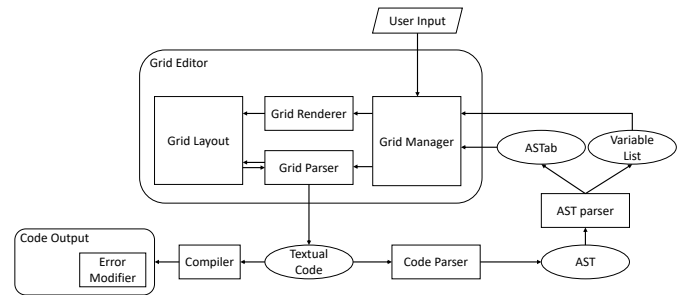 User Input
Grid Editor
Grid Layout
Grid Renderer
Grid Manager
Grid Parser
ASTab
Variable
List
AST parser
Code Output
Error
Modifier
Compiler
Textual
Code
Code Parser
AST